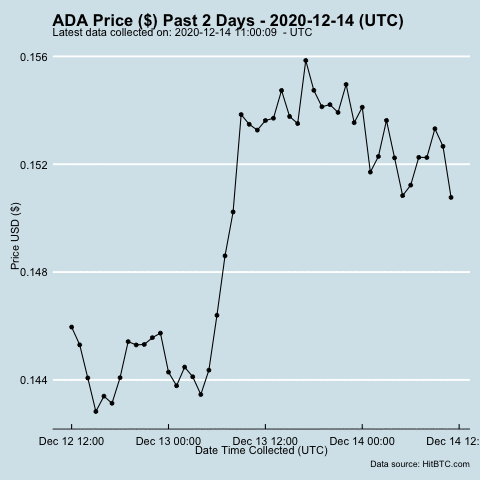 ADA Price ($) Past 2 Days - 2020-12-14 (UTC)
Latest data collected on: 2020-12-14 11:00:09 - UTC
0.156
0.152
0.148
0.144
Price USD ($)
Dec 12 12:00 Dec 13 00:00 Dec 13 12:00 Dec 14 00:00 Dec 14 12:
Date Time Collected (UTC)
Data source: HitBTC.com